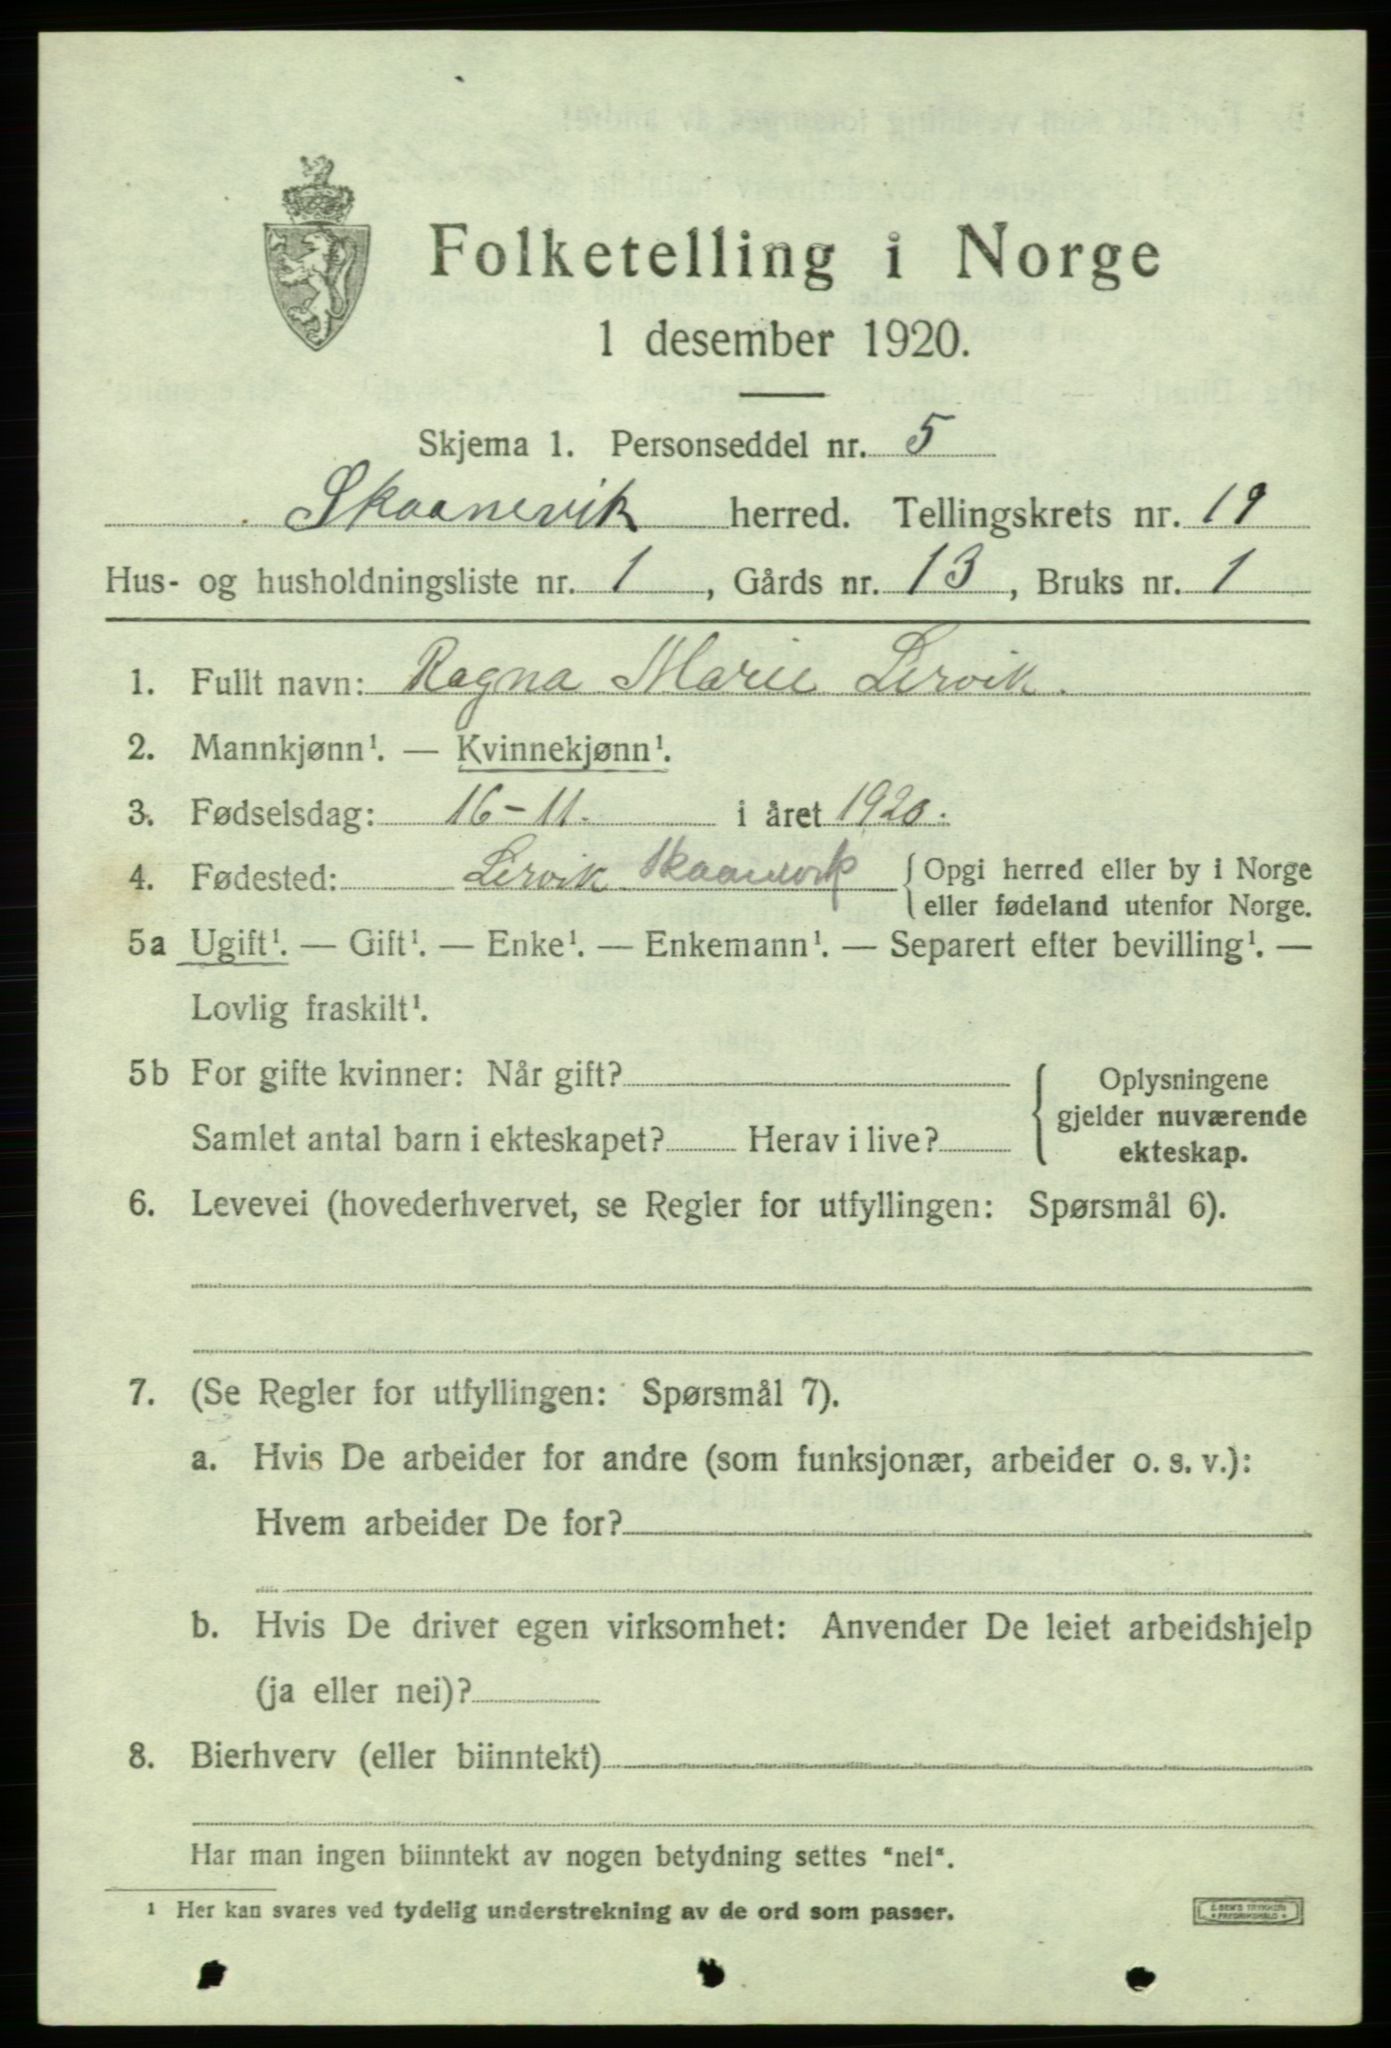 Folketelling i Norge
1 desember 1920.
Skjema 1. Personseddel nr. 5
Skaanevik herred. Tellingskrets nr. 19
Hus- og husholdningsliste nr. 1, Gårds nr. 13, Bruks nr. 1
1. Fullt navn: Ragna Marie Lervik.
2. Mannkjønn¹. — Kvinnekjønn¹.
3. Fødselsdag: 16-11. i året 1920.
4. Fødested: Lervik Skaanevik { Opgi herred eller by i Norge
eller fødeland utenfor Norge.
5a Ugift¹. — Gift¹. — Enke¹. — Enkemann¹. — Separert efter bevilling¹. —
Lovlig fraskilt¹.
5b For gifte kvinner: Når gift?
Samlet antal barn i ekteskapet? Herav i live?
{ Oplysningene
gjelder nuværende
ekteskap.
6. Levevei (hovederhvervet, se Regler for utfyllingen: Spørsmål 6).
7. (Se Regler for utfyllingen: Spørsmål 7).
a. Hvis De arbeider for andre (som funksjonær, arbeider o. s. v.):
Hvem arbeider De for?
b. Hvis De driver egen virksomhet: Anvender De leiet arbeidshjelp
(ja eller nei)?
8. Bierhverv (eller biinntekt)
Har man ingen biinntekt av nogen betydning settes "nei".
¹ Her kan svares ved tydelig understrekning av de ord som passer.